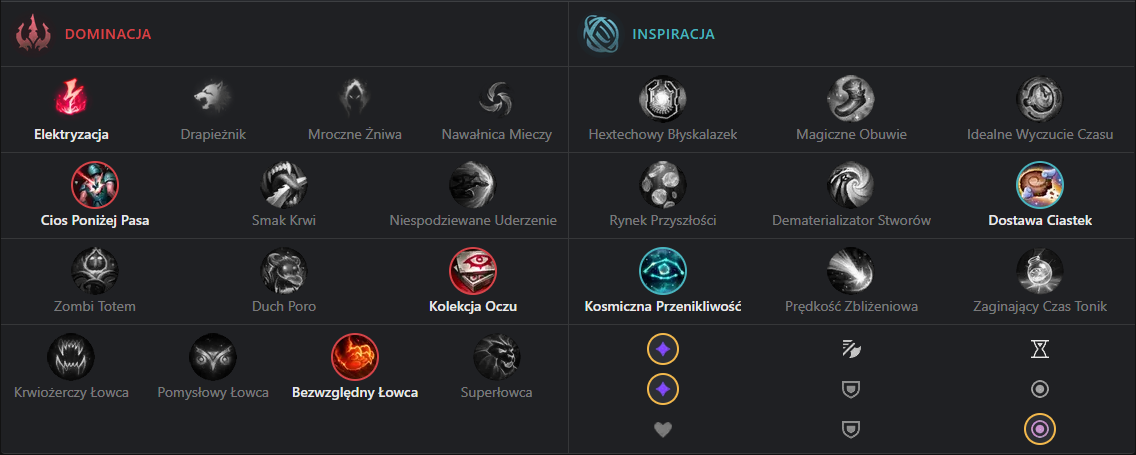 DOMINACJA
Elektryzacja
Drapieżnik
Mroczne Żniwa
Nawałnica Mieczy
Cios Poniżej Pasa
Smak Krwi
Niespodziewane Uderzenie
Zombi Totem
Duch Poro
Kolekcja Oczu
Krwiożerczy Łowca
Pomysłowy Łowca
Bezwzględny Łowca
Superłowca
INSPIRACJA
Hextechowy Błyskalazek
Magiczne Obuwie
Idealne Wyczucie Czasu
Rynek Przyszłości
Dematerializator Stworów
Dostawa Ciastek
Kosmiczna Przenikliwość
Prędkość Zbliżeniowa
Zaginający Czas Tonik